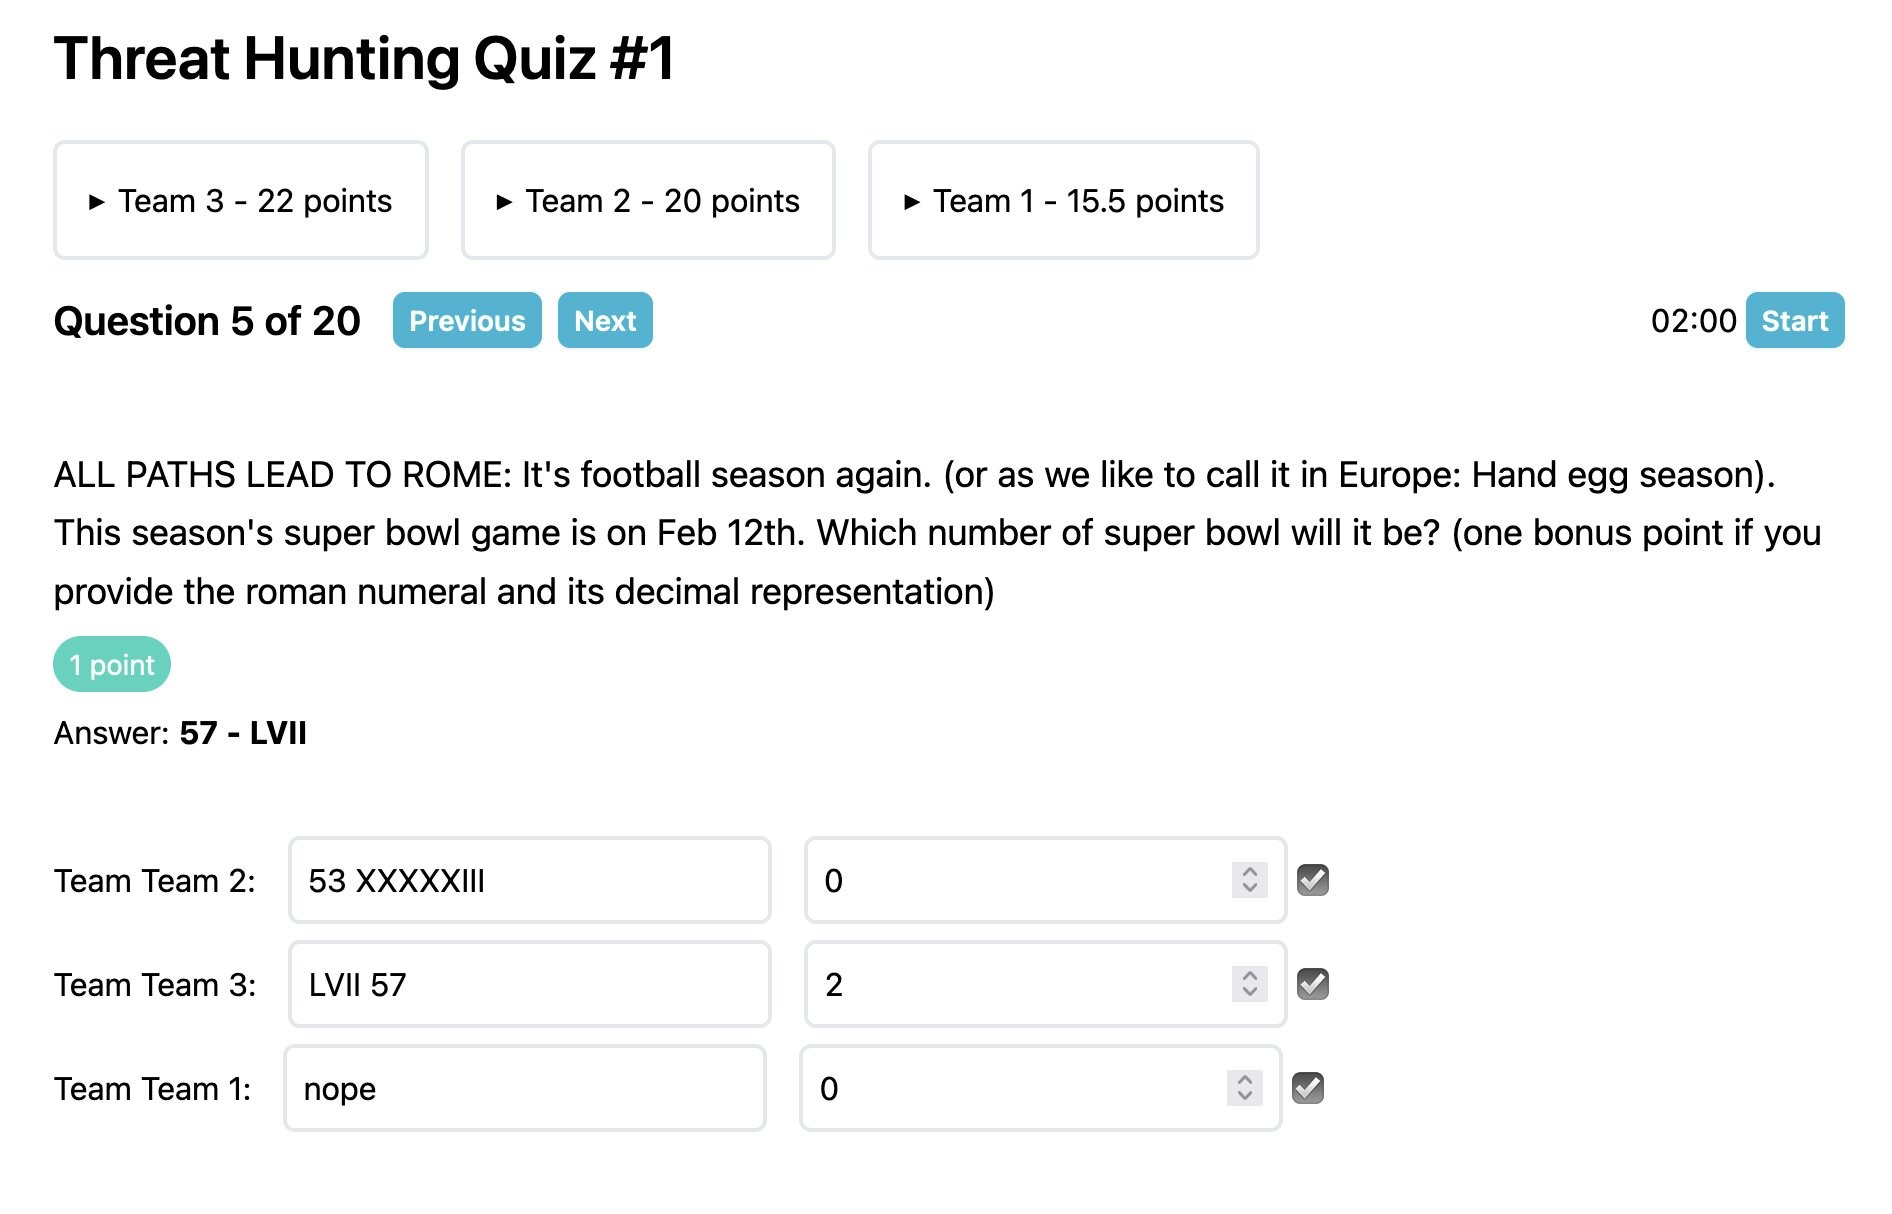 Threat Hunting Quiz #1
▸ Team 3 - 22 points ▸ Team 2 - 20 points ▸ Team 1 - 15.5 points
Question 5 of 20 Previous Next 02:00 Start
ALL PATHS LEAD TO ROME: It's football season again. (or as we like to call it in Europe: Hand egg season).
This season's super bowl game is on Feb 12th. Which number of super bowl will it be? (one bonus point if you
provide the roman numeral and its decimal representation)
1 point
Answer: 57 - LVII
Team Team 2: 53 XXXXXIII 0
Team Team 3: LVII 57 2
Team Team 1: nope 0